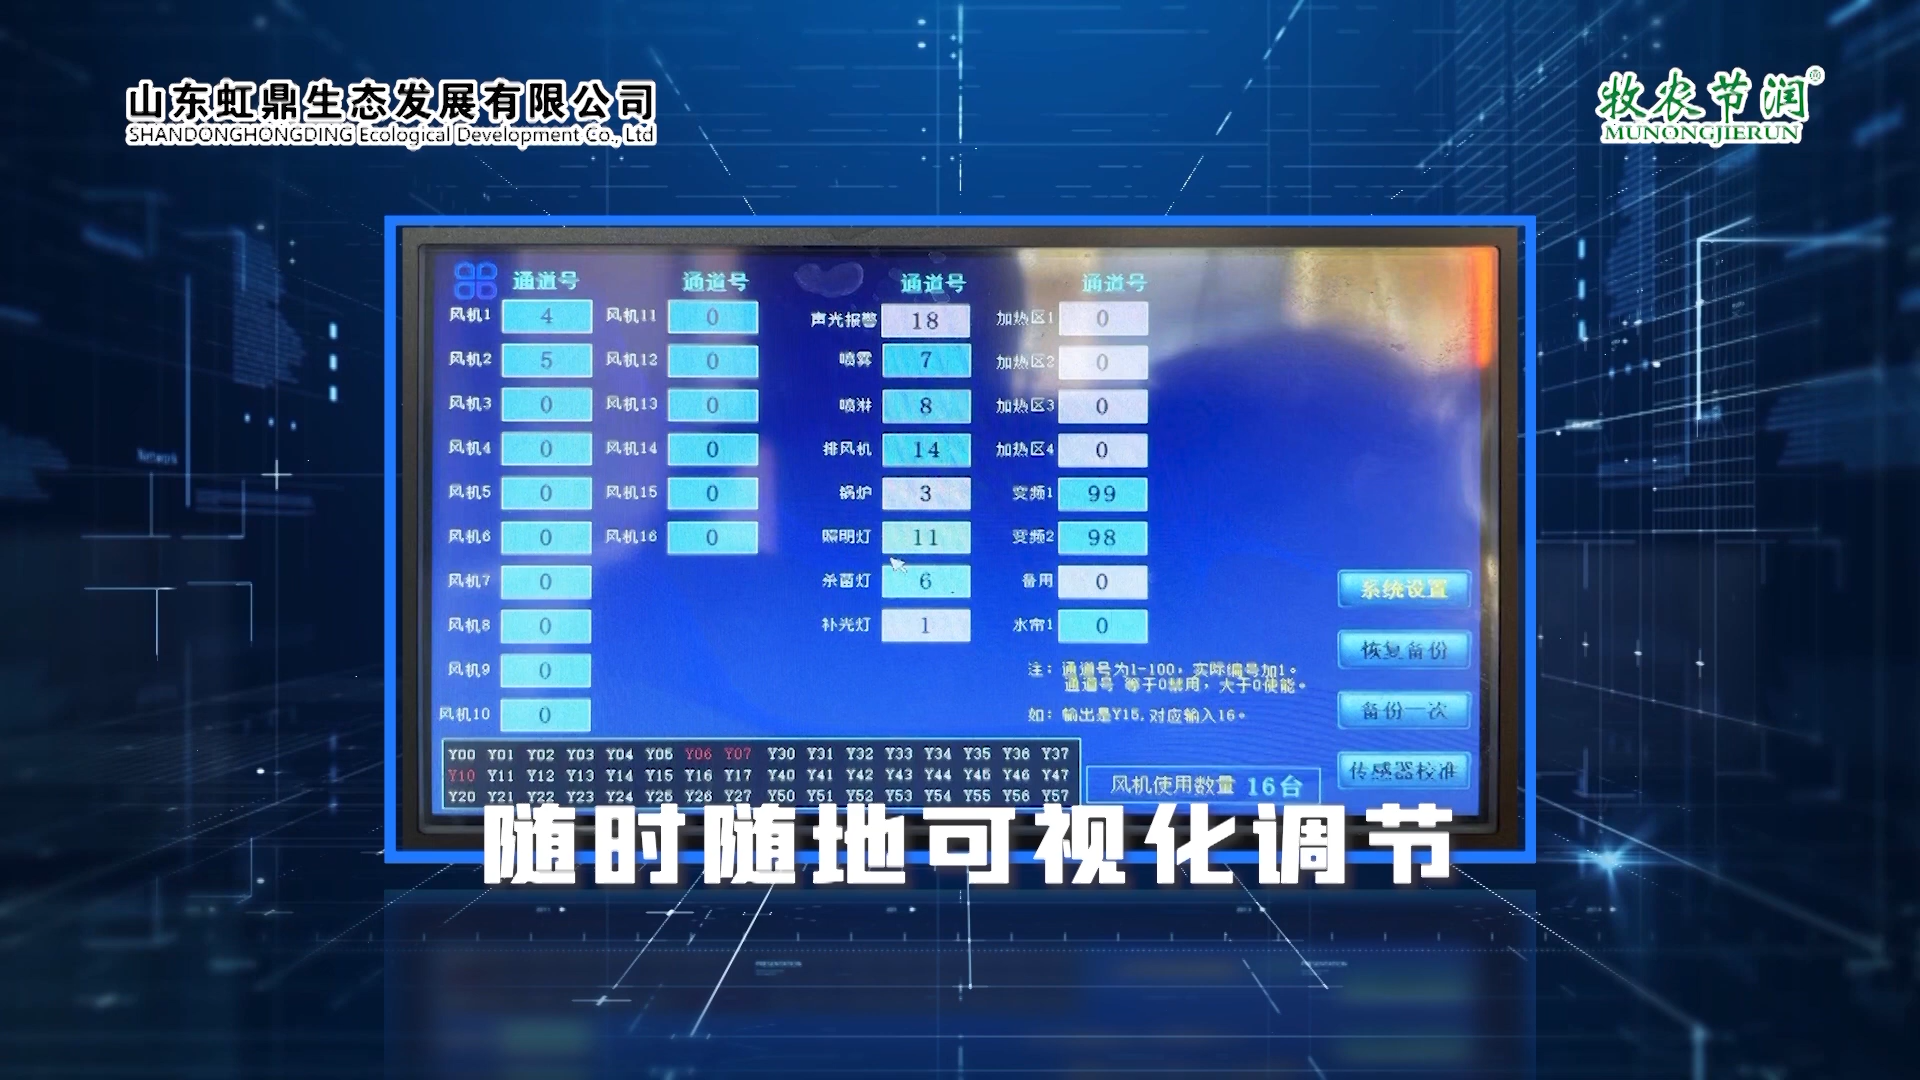 山东虹鼎生态发展有限公司
SHANDONGHONGDING Ecological Development Co., Ltd
牧农节润®
MUNONGJIERUN
通道号 通道号 通道号 通道号
风机1 4 风机11 0 声光报警 18 加热区1 0
风机2 5 风机12 0 喷雾 7 加热区2 0
风机3 0 风机13 0 喷淋 8 加热区3 0
风机4 0 风机14 0 排风机 14 加热区4 0
风机5 0 风机15 0 锅炉 3 变频1 99
风机6 0 风机16 0 照明灯 11 变频2 98
风机7 0 杀菌灯 6 备用 0
风机8 0 补光灯 1 水帘1 0
风机9 0
风机10 0
注：通道号为1-100，实际编号加1。
通道号 等于0禁用，大于0使能。
如：输出是Y15,对应输入16。
系统设置
恢复备份
备份一次
传感器校准
Y00 Y01 Y02 Y03 Y04 Y05 Y06 Y07 Y30 Y31 Y32 Y33 Y34 Y35 Y36 Y37
Y10 Y11 Y12 Y13 Y14 Y15 Y16 Y17 Y40 Y41 Y42 Y43 Y44 Y45 Y46 Y47
Y20 Y21 Y22 Y23 Y24 Y25 Y26 Y27 Y50 Y51 Y52 Y53 Y54 Y55 Y56 Y57
风机使用数量 16台
随时随地可视化调节
Network
PRESENTATION
PRESENTATION